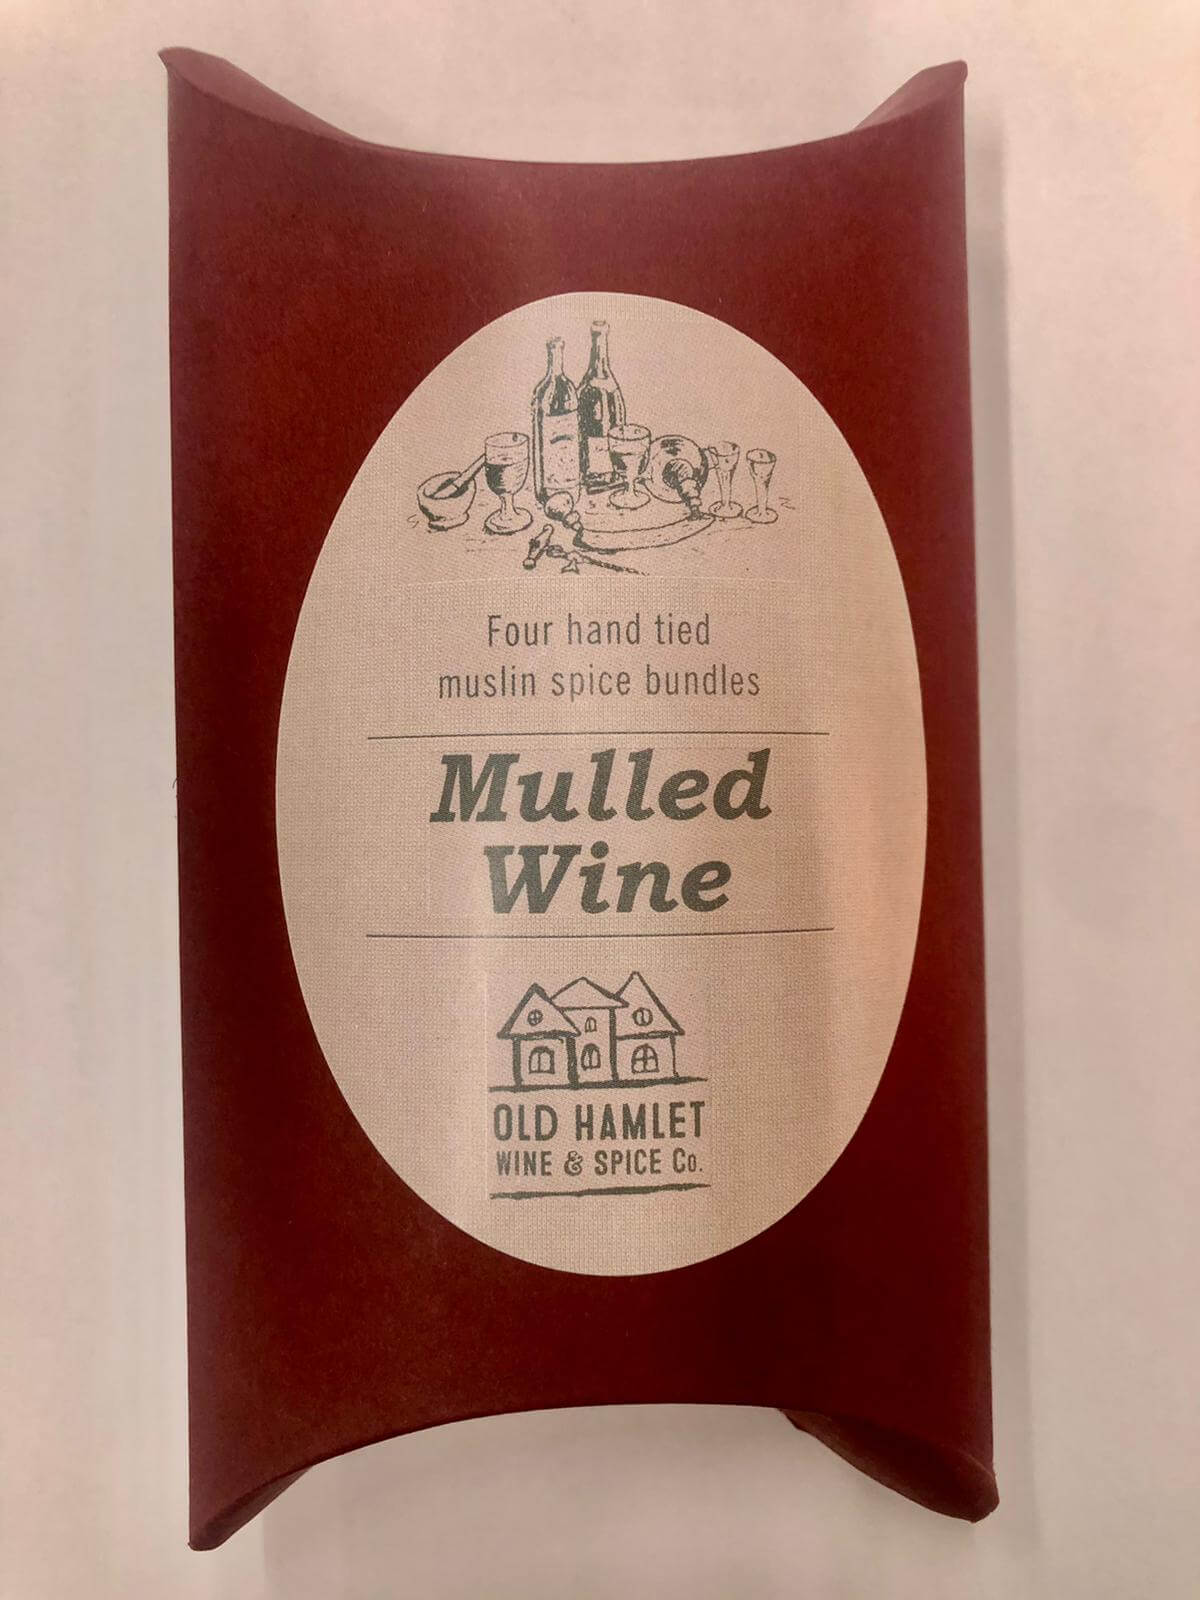 Four hand tied
muslin spice bundles
Mulled
Wine
OLD HAMLET
WINE & SPICE Co.